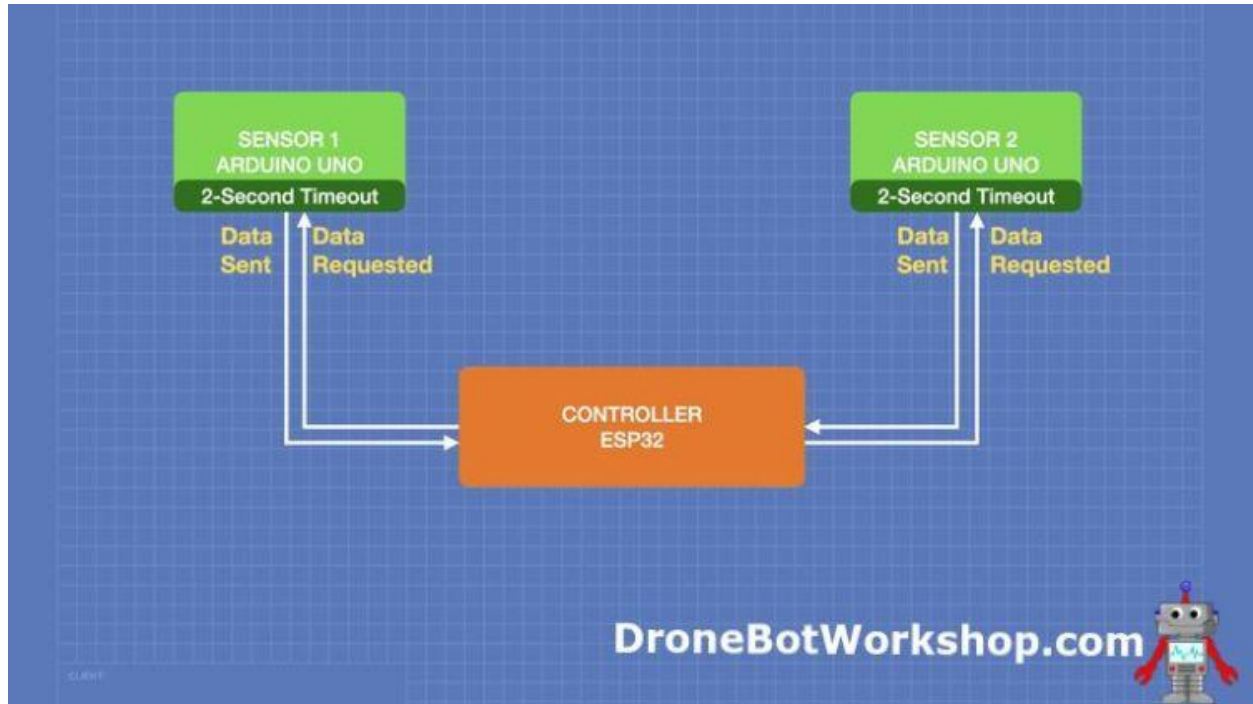 SENSOR 1
ARDUINO UNO
2-Second Timeout
Data
Sent
Data
Requested
SENSOR 2
ARDUINO UNO
2-Second Timeout
Data
Sent
Data
Requested
CONTROLLER
ESP32
DroneBotWorkshop.com